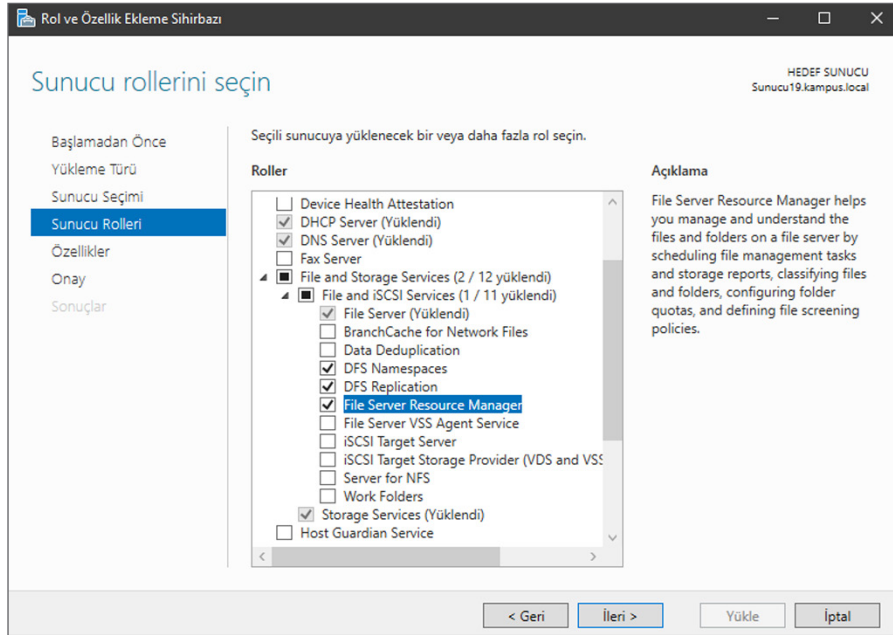 Rol ve Özellik Ekleme Sihirbazı
Sunucu rollerini seçin
HEDEF SUNUCU
Sunucu19.kampus.local
Başlamadan Önce
Yükleme Türü
Sunucu Seçimi
Sunucu Rolleri
Özellikler
Onay
Sonuçlar
Seçili sunucuya yüklenecek bir veya daha fazla rol seçin.
Roller
Device Health Attestation
DHCP Server (Yüklendi)
DNS Server (Yüklendi)
Fax Server
File and Storage Services (2 / 12 yüklendi)
File and iSCSI Services (1 / 11 yüklendi)
File Server (Yüklendi)
BranchCache for Network Files
Data Deduplication
DFS Namespaces
DFS Replication
File Server Resource Manager
File Server VSS Agent Service
iSCSI Target Server
iSCSI Target Storage Provider (VDS and VSS
Server for NFS
Work Folders
Storage Services (Yüklendi)
Host Guardian Service
Açıklama
File Server Resource Manager helps
you manage and understand the
files and folders on a file server by
scheduling file management tasks
and storage reports, classifying files
and folders, configuring folder
quotas, and defining file screening
policies.
< Geri
İleri >
Yükle
İptal